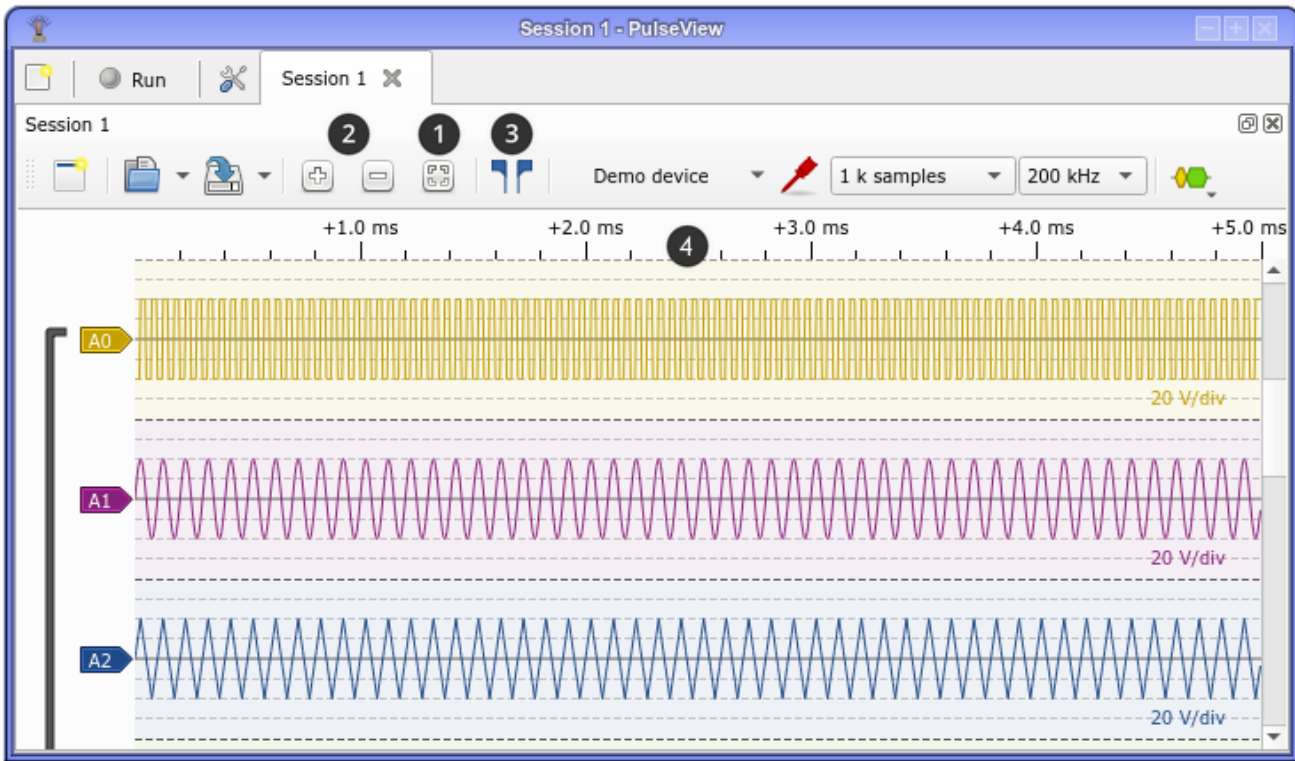 Session 1 - PulseView
Run
Session 1
Session 1
2 1 3
Demo device 1 k samples 200 kHz
+1.0 ms +2.0 ms +3.0 ms +4.0 ms +5.0 ms
4
A0
20 V/div
A1
20 V/div
A2
20 V/div